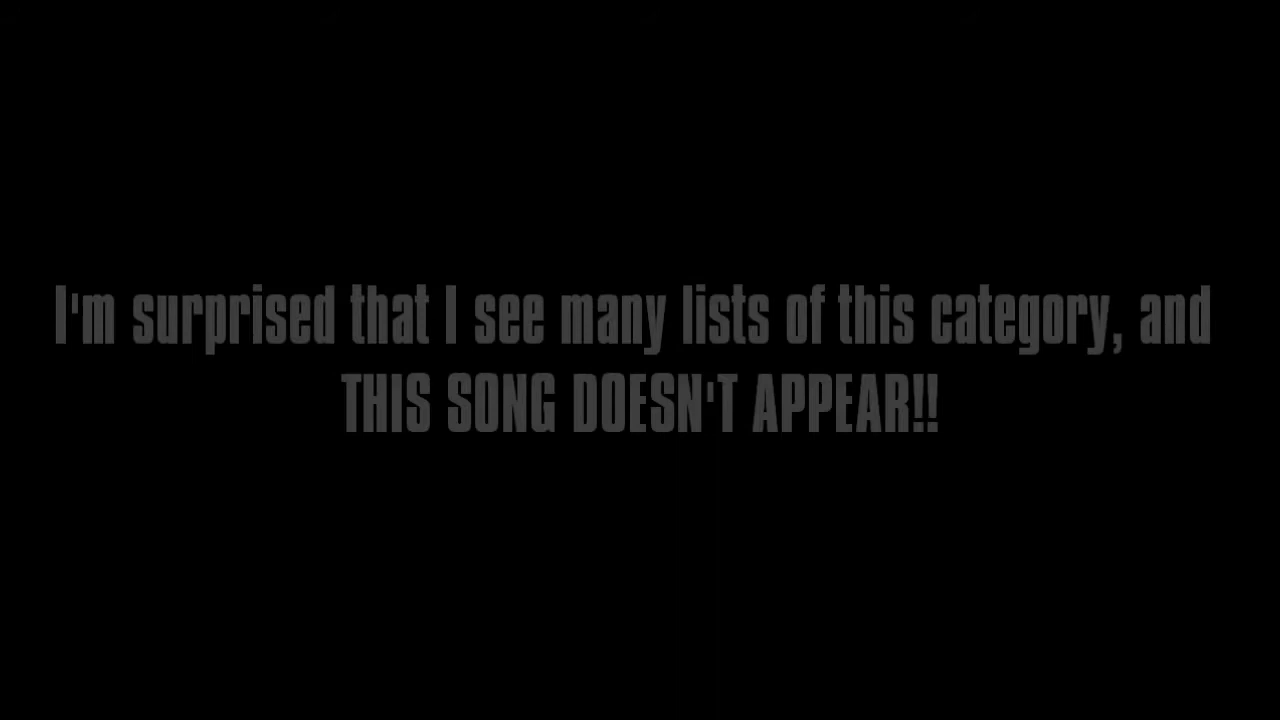 I'm surprised that I see many lists of this category, and
THIS SONG DOESN'T APPEAR!!